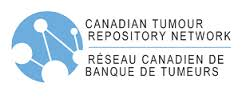 CANADIAN TUMOUR
REPOSITORY NETWORK
RÉSEAU CANADIEN DE
BANQUE DE TUMEURS